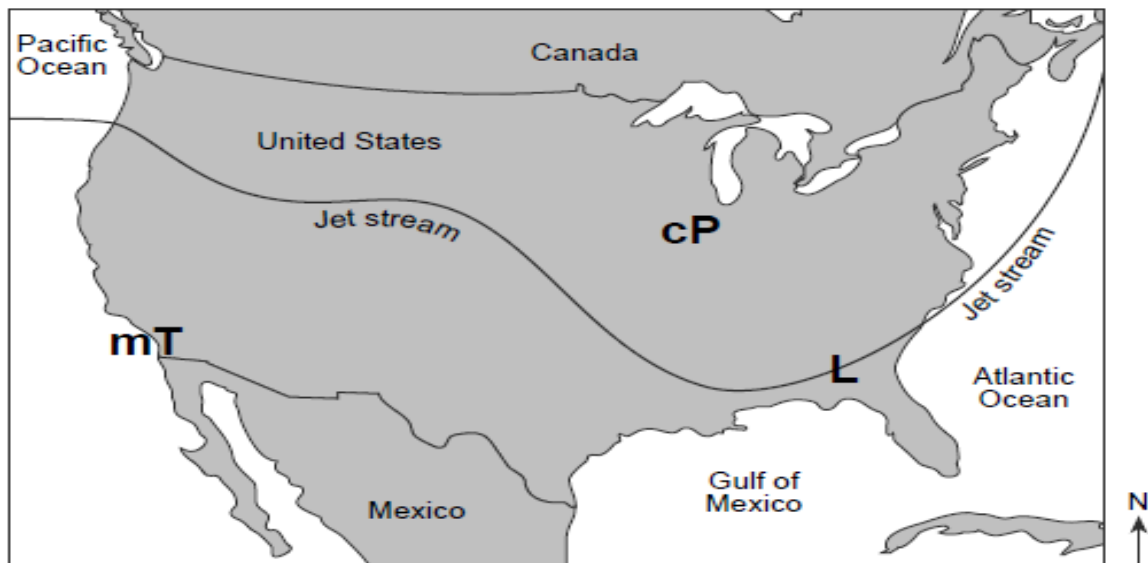 Pacific
Ocean
Canada
United States
Jet stream
cP
Jet stream
mT
L
Atlantic
Ocean
Gulf of
Mexico
Mexico
N